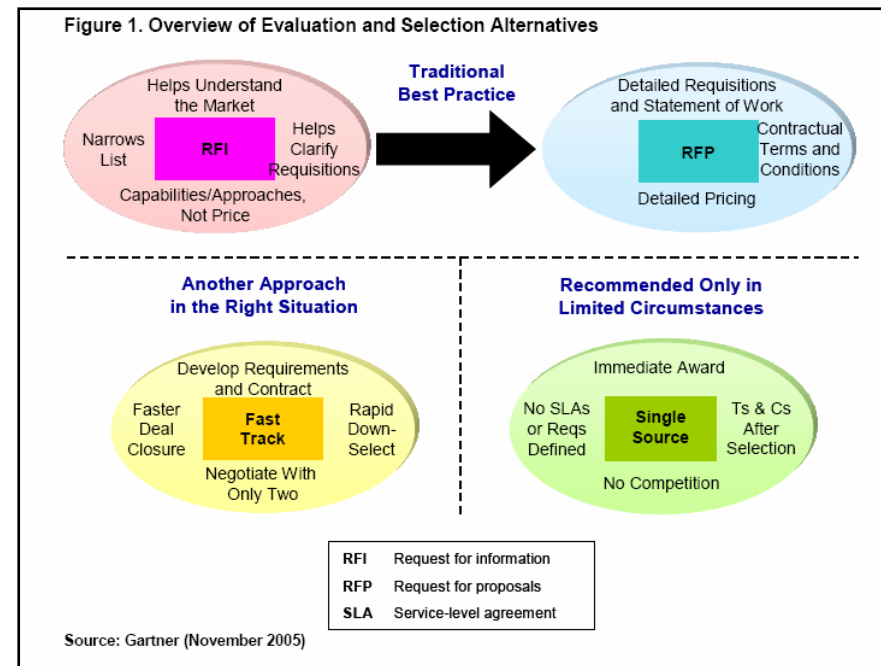 Figure 1. Overview of Evaluation and Selection Alternatives
Helps Understand
the Market
Narrows
List
RFI
Helps
Clarify
Requisitions
Capabilities/Approaches,
Not Price
Traditional
Best Practice
Detailed Requisitions
and Statement of Work
RFP
Contractual
Terms and
Conditions
Detailed Pricing
Another Approach
in the Right Situation
Develop Requirements
and Contract
Faster
Deal
Closure
Fast
Track
Rapid
Down-
Select
Negotiate With
Only Two
Recommended Only in
Limited Circumstances
Immediate Award
No SLAs
or Reqs
Defined
Single
Source
Ts & Cs
After
Selection
No Competition
RFI Request for information
RFP Request for proposals
SLA Service-level agreement
Source: Gartner (November 2005)